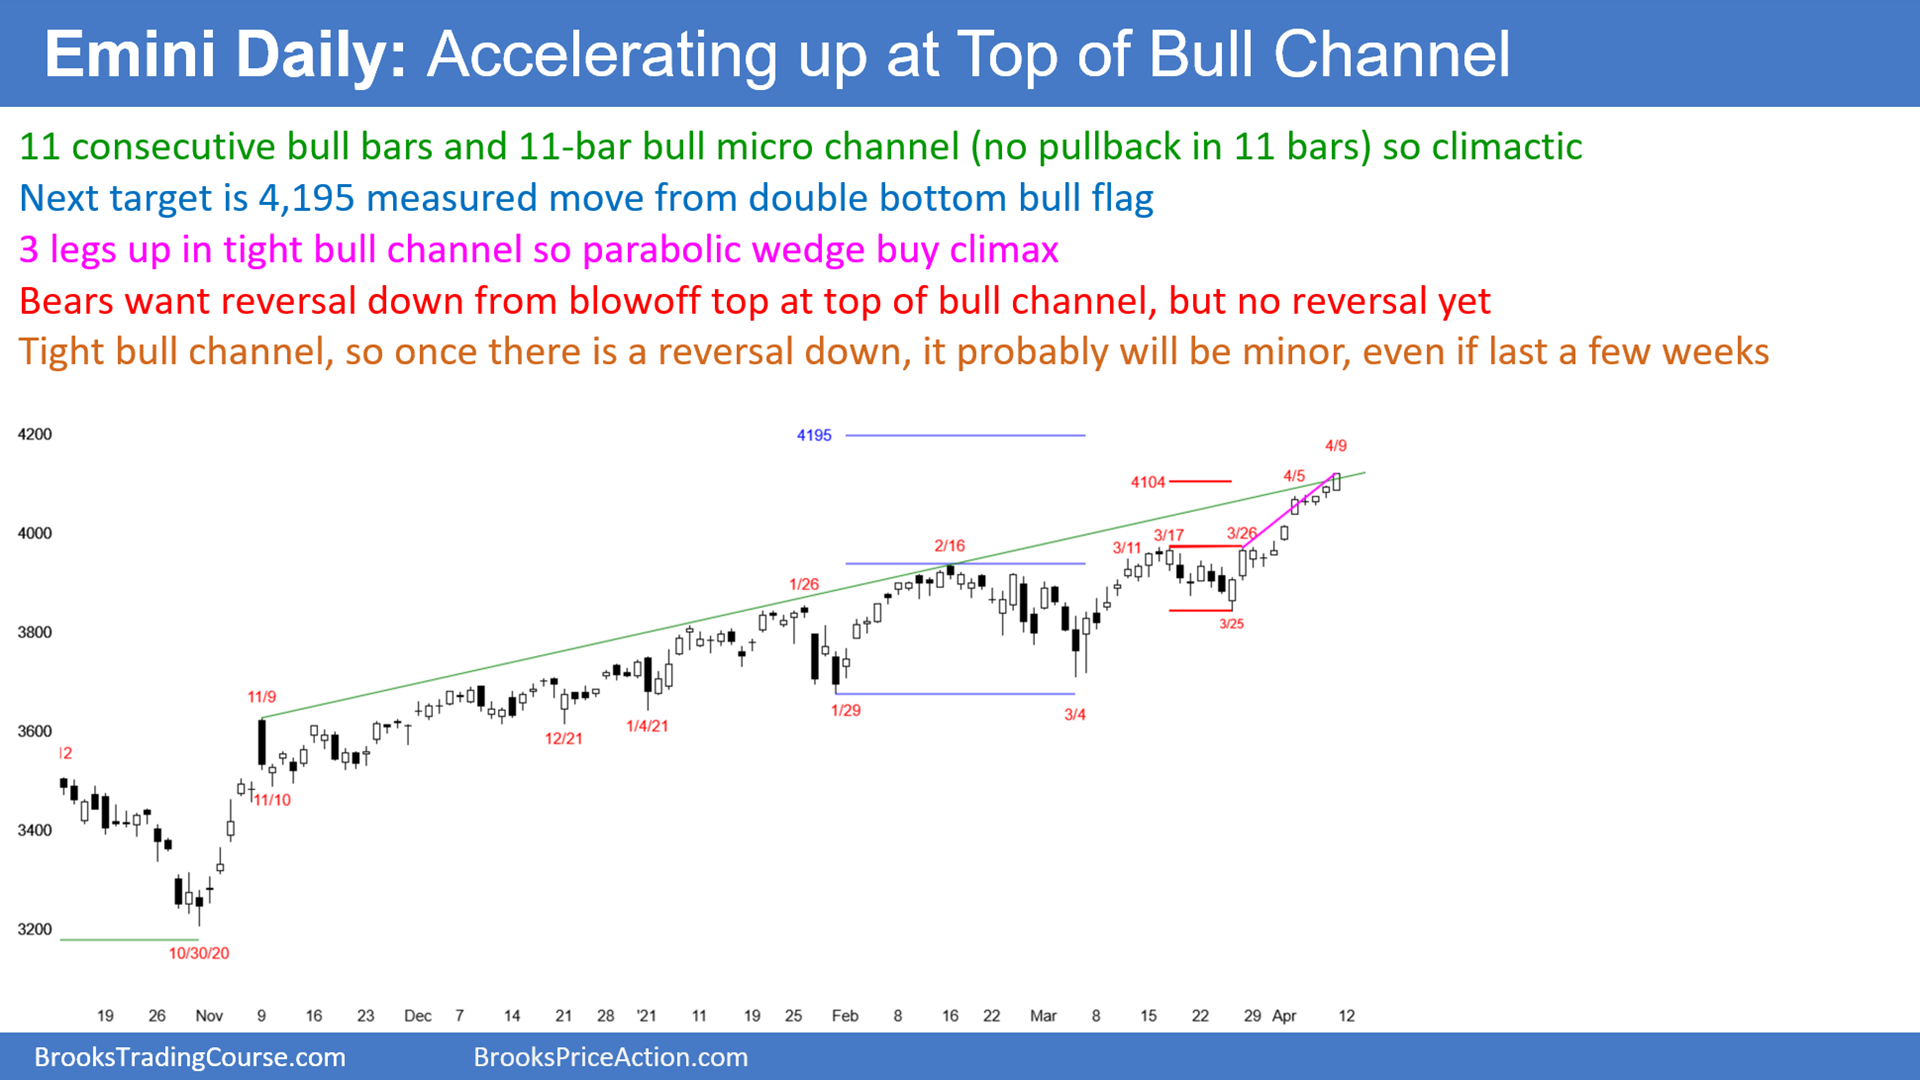 Emini Daily: Accelerating up at Top of Bull Channel
11 consecutive bull bars and 11-bar bull micro channel (no pullback in 11 bars) so climactic
Next target is 4,195 measured move from double bottom bull flag
3 legs up in tight bull channel so parabolic wedge buy climax
Bears want reversal down from blowoff top at top of bull channel, but no reversal yet
Tight bull channel, so once there is a reversal down, it probably will be minor, even if last a few weeks
4200
4195
4/9
4104
4/5
4000
3/17
3/26
2/16
3/11
1/26
3800
3/25
11/9
1/29
3/4
3600
12/21
1/4/21
12
11/10
3400
3200
10/30/20
19 26 Nov 9 16 23 Dec 7 14 21 28 '21 11 19 25 Feb 8 16 22 Mar 8 15 22 29 Apr 12
BrooksTradingCourse.com
BrooksPriceAction.com